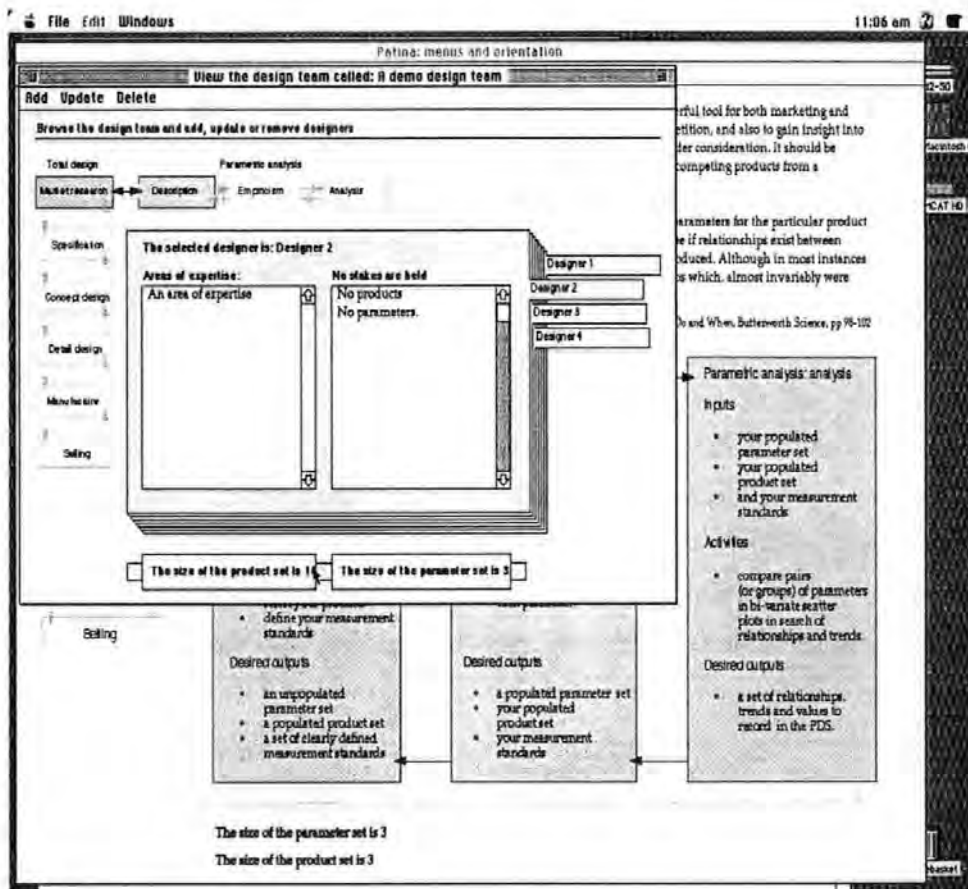 File Edit Windows
11:06 am
Patina: menus and orientation
View the design team called: A demo design team
Add Update Delete
Browse the design team and add, update or remove designers
Total design
Parametric analysis
Market research
Description
Empiricism
Analysis
Specification
Concept design
Detail design
Manufacture
Selling
The selected designer is: Designer 2
Areas of expertise:
An area of expertise
No stakes are held
No products
No parameters.
Designer 1
Designer 2
Designer 3
Designer 4
The size of the product set is
The size of the parameter set is 3
rful tool for both marketing and
etition, and also to gain insight into
der consideration. It should be
competing products from a
arameters for the particular product
e if relationships exist between
oduced. Although in most instances
s which, almost invariably were
Do and When, Butterworth Science, pp 98-102
Parametric analysis: analysis
Inputs
• your populated
parameter set
• your populated
product set
• and your measurement
standards
Activities
• compare pairs
(or groups) of parameters
in bi-variate scatter
plots in search of
relationships and trends
Desired outputs
• a set of relationships,
trends and values to
record in the PDS.
Selling
• define your measurement
standards
Desired outputs
• an unpopulated
parameter set
• a populated product set
• a set of clearly defined
measurement standards
Desired outputs
• a populated parameter set
• your populated
product set
• your measurement
standards
The size of the parameter set is 3
The size of the product set is 3
Macintosh
CAT HD